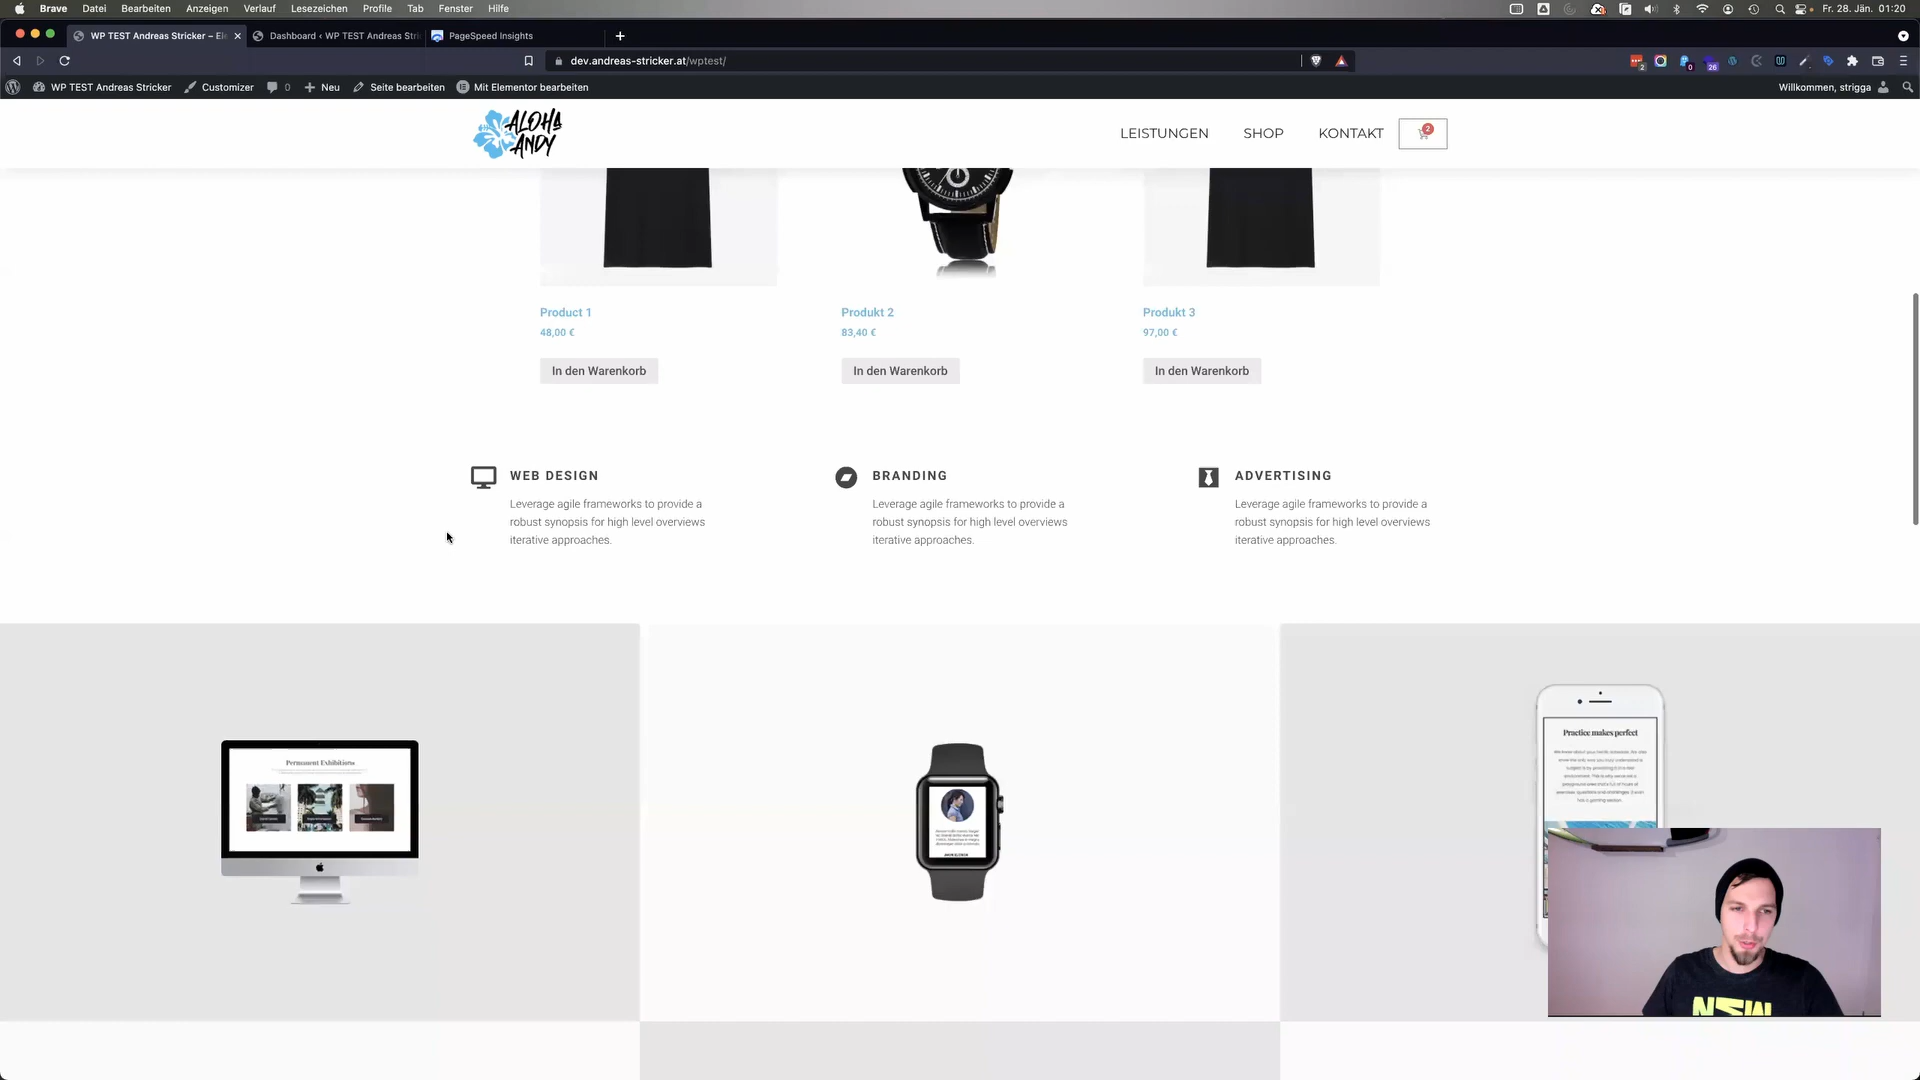 Brave Datei Bearbeiten Anzeigen Verlauf Lesezeichen Profile Tab Fenster Hilfe Fr. 28. Jän. 01:20
WP TEST Andreas Stricker – Ele Dashboard ‹ WP TEST Andreas Stri PageSpeed Insights
dev.andreas-stricker.at/wptest/
2 0 26
WP TEST Andreas Stricker Customizer 0 Neu Seite bearbeiten Mit Elementor bearbeiten Willkommen, strigga
ALOHA
ANDY
LEISTUNGEN SHOP KONTAKT 2
Product 1 Produkt 2 Produkt 3
48,00 € 83,40 € 97,00 €
In den Warenkorb In den Warenkorb In den Warenkorb
WEB DESIGN BRANDING ADVERTISING
Leverage agile frameworks to provide a Leverage agile frameworks to provide a Leverage agile frameworks to provide a
robust synopsis for high level overviews robust synopsis for high level overviews robust synopsis for high level overviews
iterative approaches. iterative approaches. iterative approaches.
Practice makes perfect
Permanent Exhibitions